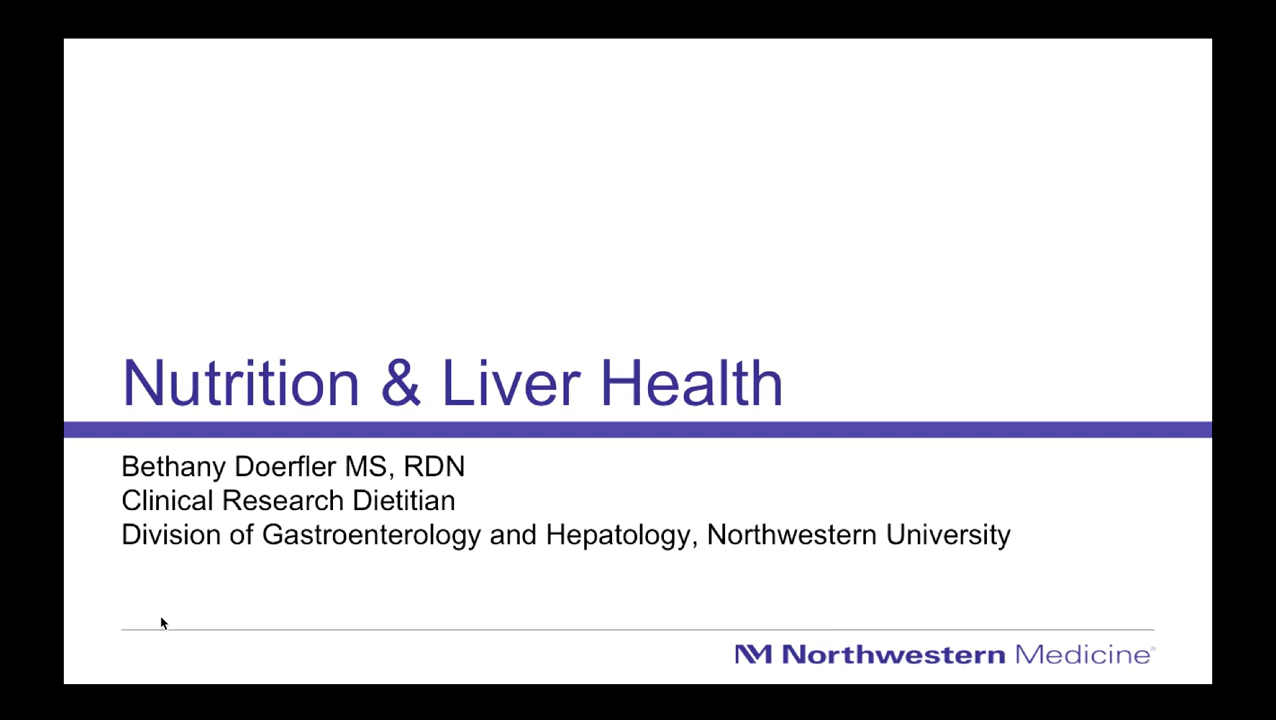 Nutrition & Liver Health
Bethany Doerfler MS, RDN
Clinical Research Dietitian
Division of Gastroenterology and Hepatology, Northwestern University
NM Northwestern Medicine®